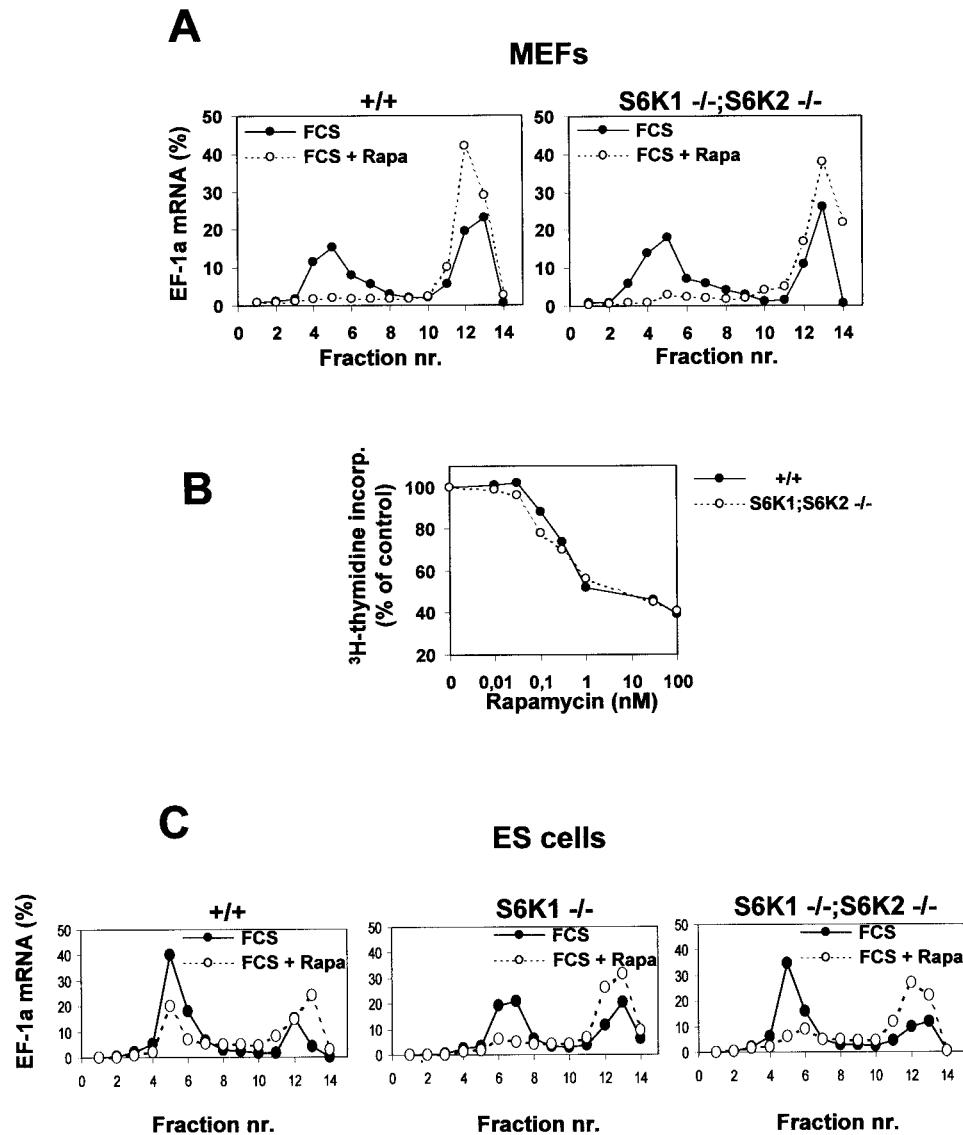 A
MEFs
+/+
S6K1 -/-;S6K2 -/-
EF-1a mRNA (%)
50
40
30
20
10
0
FCS
FCS + Rapa
0 2 4 6 8 10 12 14
Fraction nr.
50
40
30
20
10
0
FCS
FCS + Rapa
0 2 4 6 8 10 12 14
Fraction nr.
B
³H-thymidine incorp.
(% of control)
100
80
60
40
20
+/+
S6K1;S6K2 -/-
0 0,01 0,1 1 10 100
Rapamycin (nM)
C
ES cells
+/+
S6K1 -/-
S6K1 -/-;S6K2 -/-
EF-1a mRNA (%)
50
40
30
20
10
0
FCS
FCS + Rapa
0 2 4 6 8 10 12 14
Fraction nr.
50
40
30
20
10
0
FCS
FCS + Rapa
0 2 4 6 8 10 12 14
Fraction nr.
50
40
30
20
10
0
FCS
FCS + Rapa
0 2 4 6 8 10 12 14
Fraction nr.